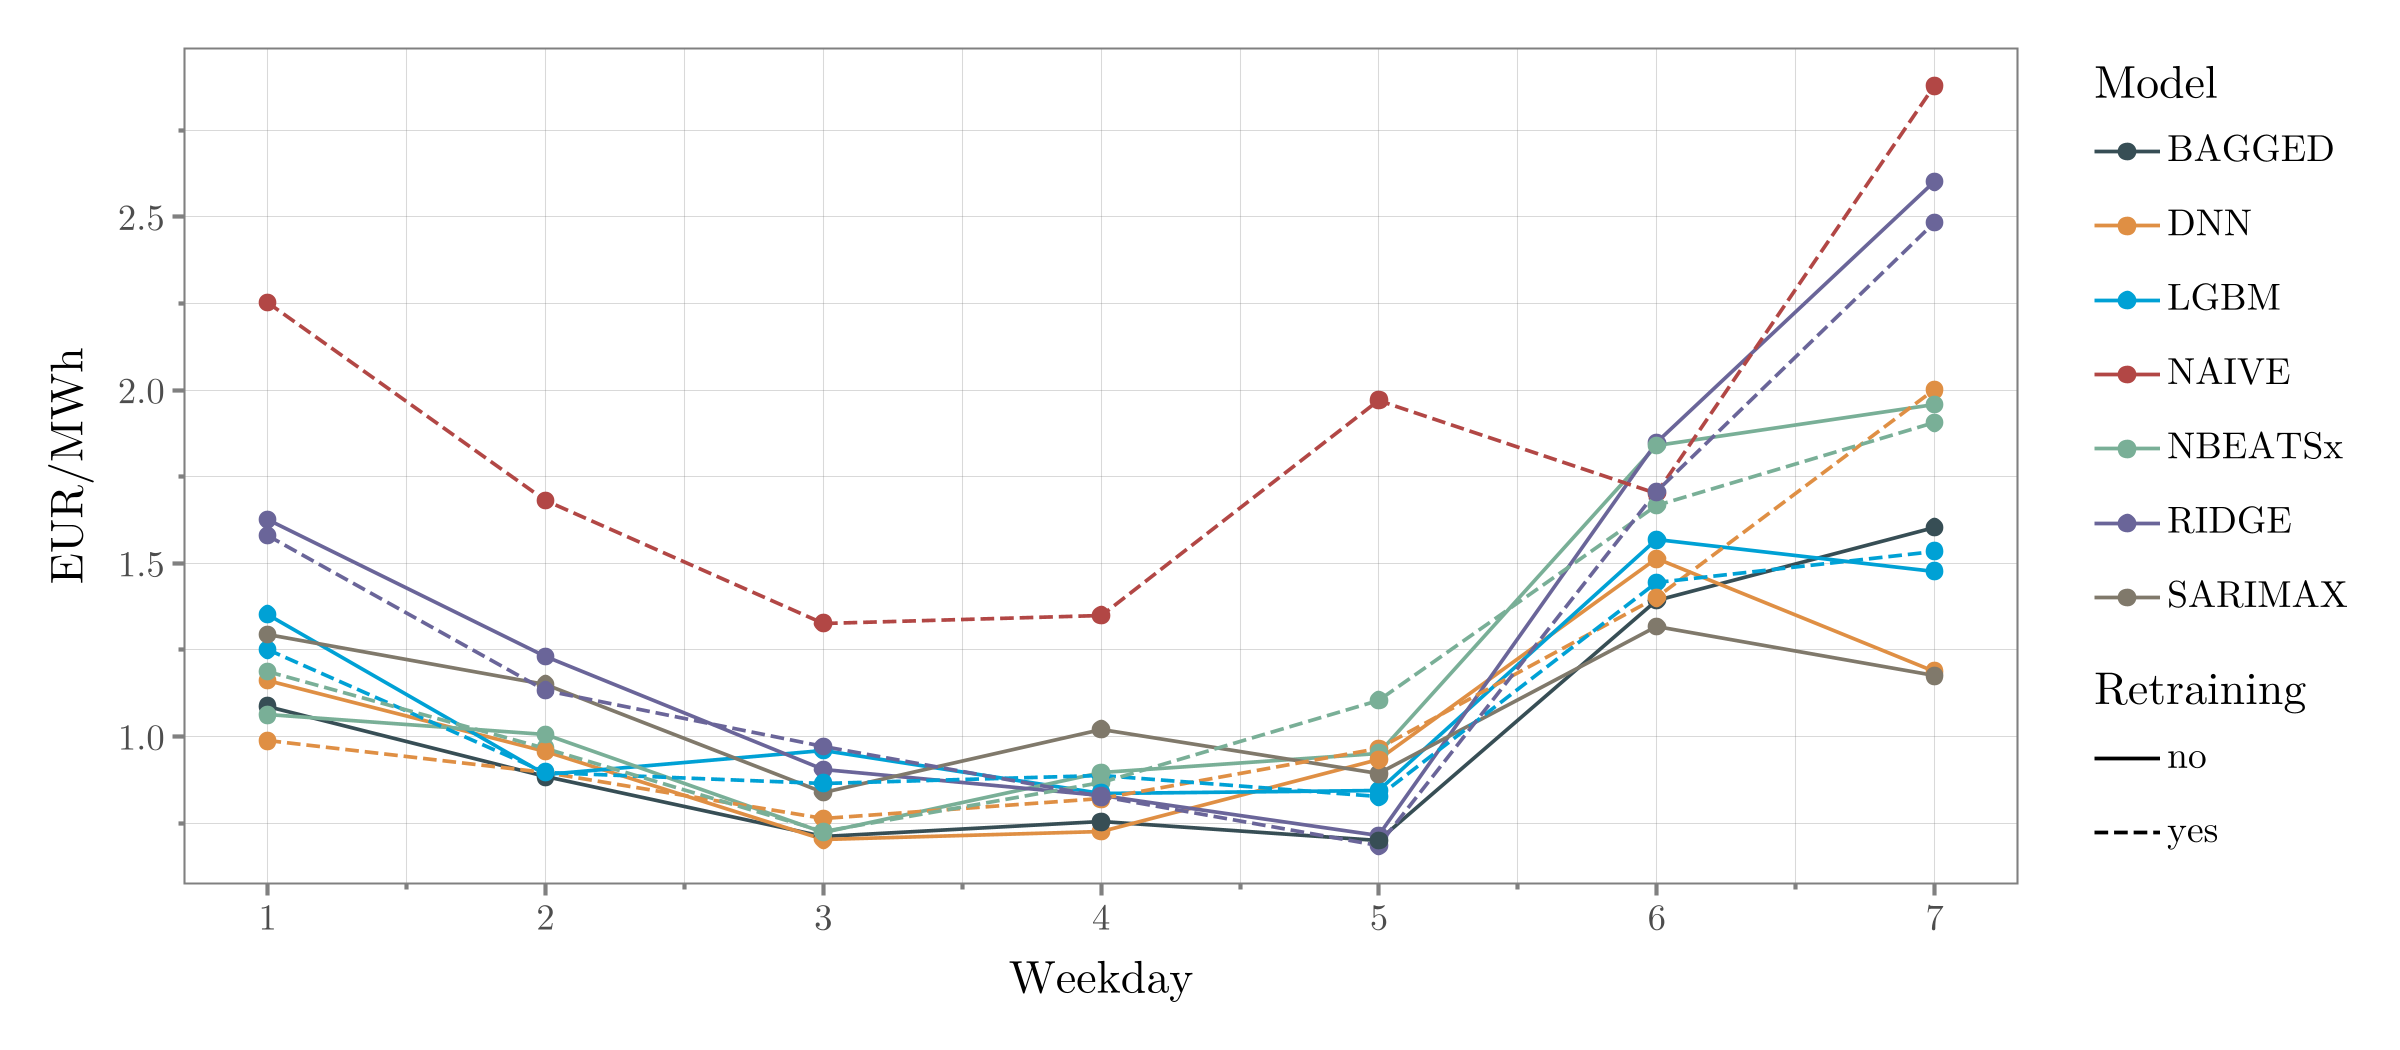 EUR/MWh
2.5
2.0
1.5
1.0
1 2 3 4 5 6 7
Weekday
Model
BAGGED
DNN
LGBM
NAIVE
NBEATSx
RIDGE
SARIMAX
Retraining
no
yes